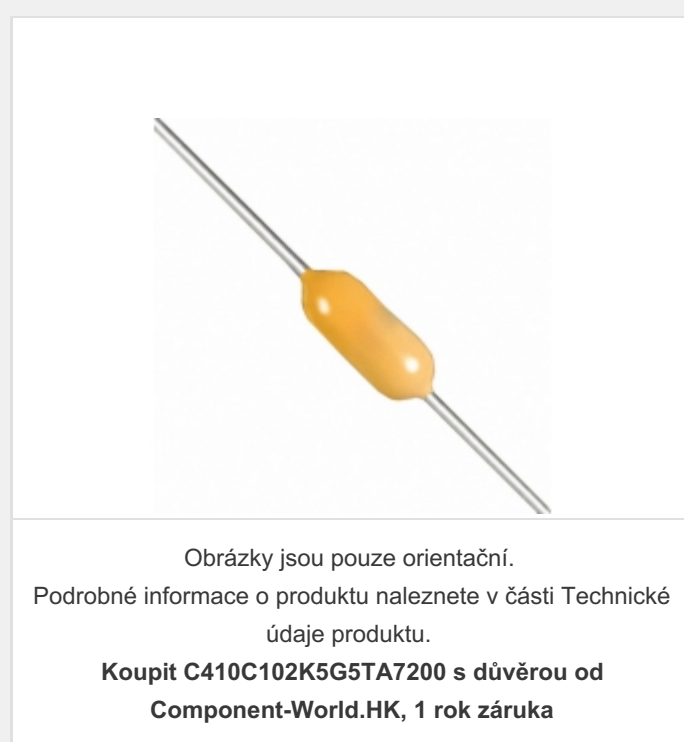 Obrázky jsou pouze orientační.
Podrobné informace o produktu naleznete v části Technické
údaje produktu.
Koupit C410C102K5G5TA7200 s důvěrou od
Component-World.HK, 1 rok záruka